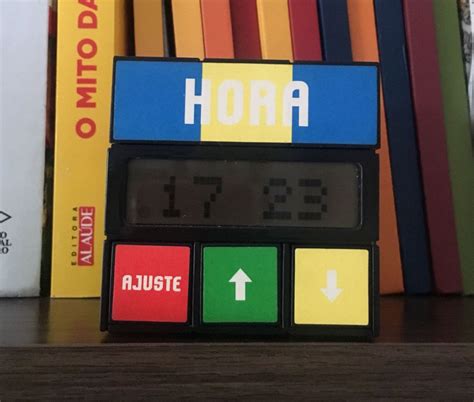 O MITO DA
EDITORA
ALAÚDE
HORA
17 23
AJUSTE
↑
↓